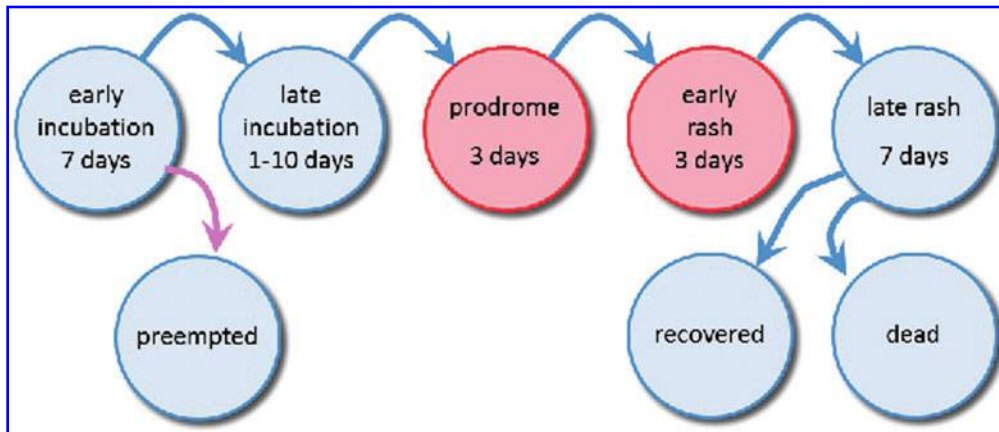 early
incubation
7 days
late
incubation
1-10 days
prodrome
3 days
early
rash
3 days
late rash
7 days
preempted
recovered
dead